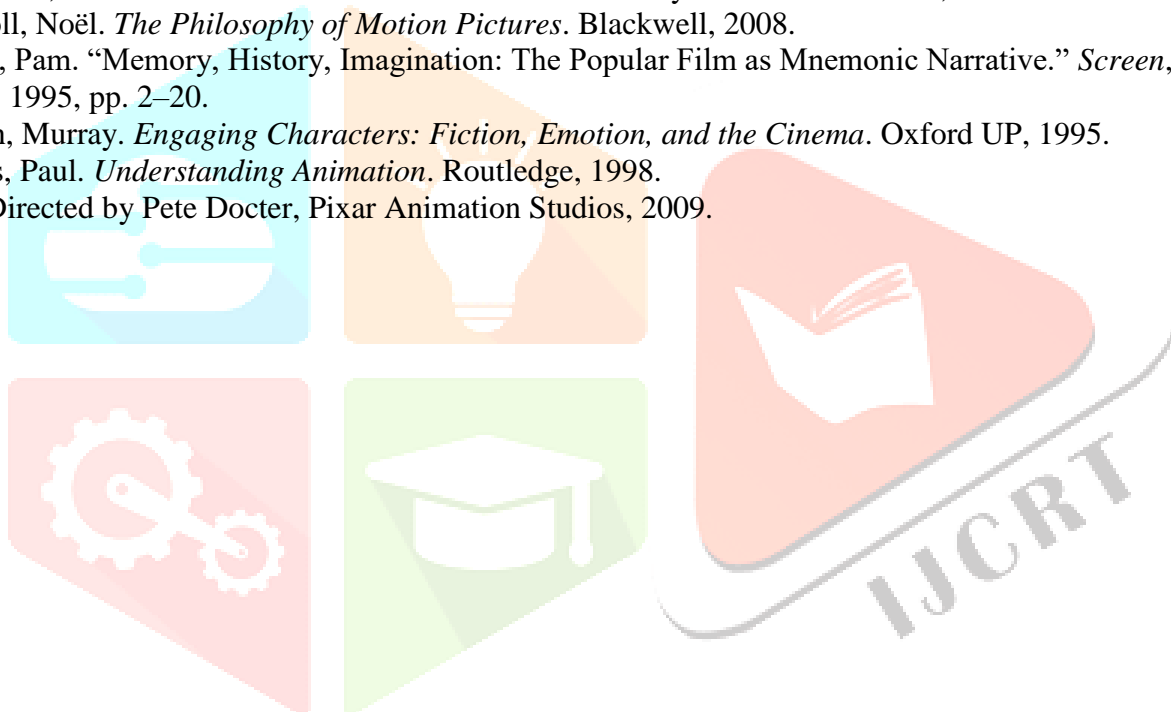 ll, Noël. The Philosophy of Motion Pictures. Blackwell, 2008.
, Pam. “Memory, History, Imagination: The Popular Film as Mnemonic Narrative.” Screen,
1995, pp. 2–20.
, Murray. Engaging Characters: Fiction, Emotion, and the Cinema. Oxford UP, 1995.
s, Paul. Understanding Animation. Routledge, 1998.
Directed by Pete Docter, Pixar Animation Studios, 2009.
IJCRT